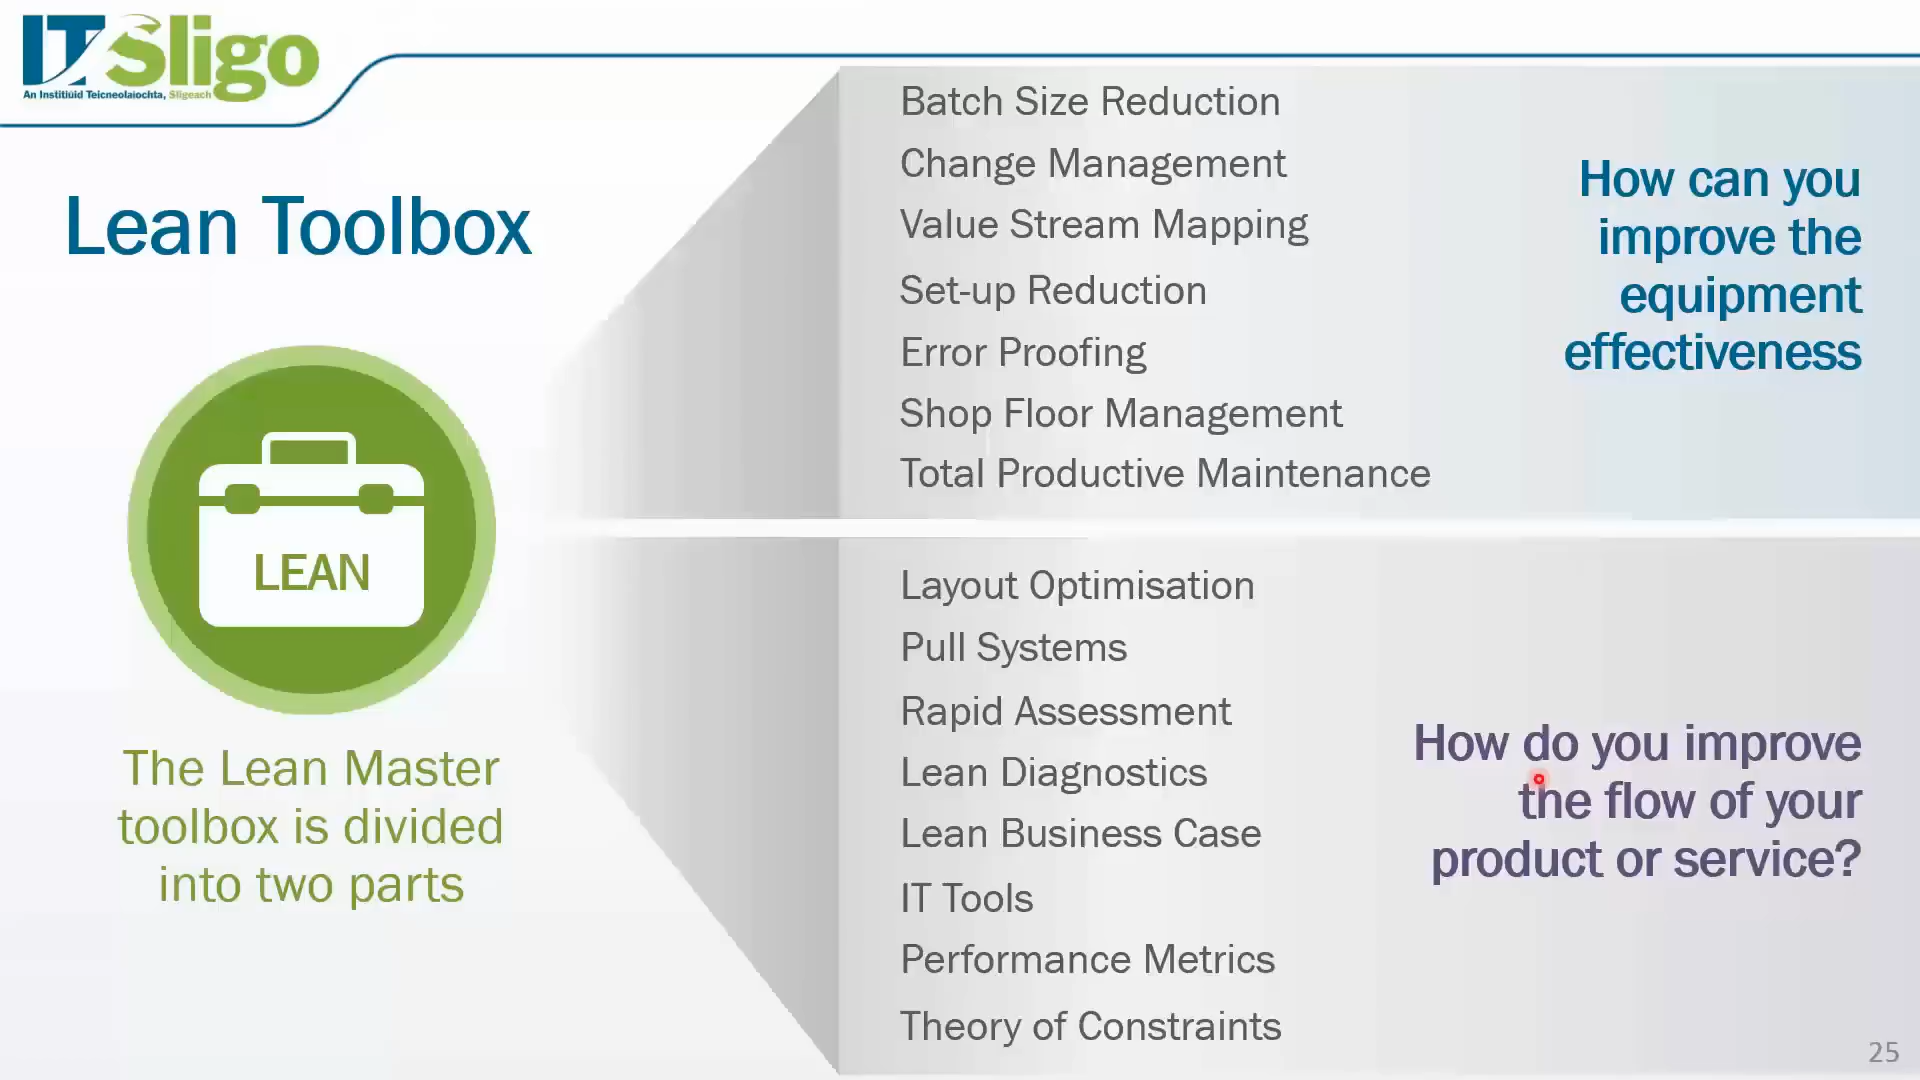 ITSligo
An Institiúid Teicneolaíochta, Sligeach
Lean Toolbox
LEAN
The Lean Master
toolbox is divided
into two parts
Batch Size Reduction
Change Management
Value Stream Mapping
Set-up Reduction
Error Proofing
Shop Floor Management
Total Productive Maintenance
How can you
improve the
equipment
effectiveness
Layout Optimisation
Pull Systems
Rapid Assessment
Lean Diagnostics
Lean Business Case
IT Tools
Performance Metrics
Theory of Constraints
How do you improve
the flow of your
product or service?
25